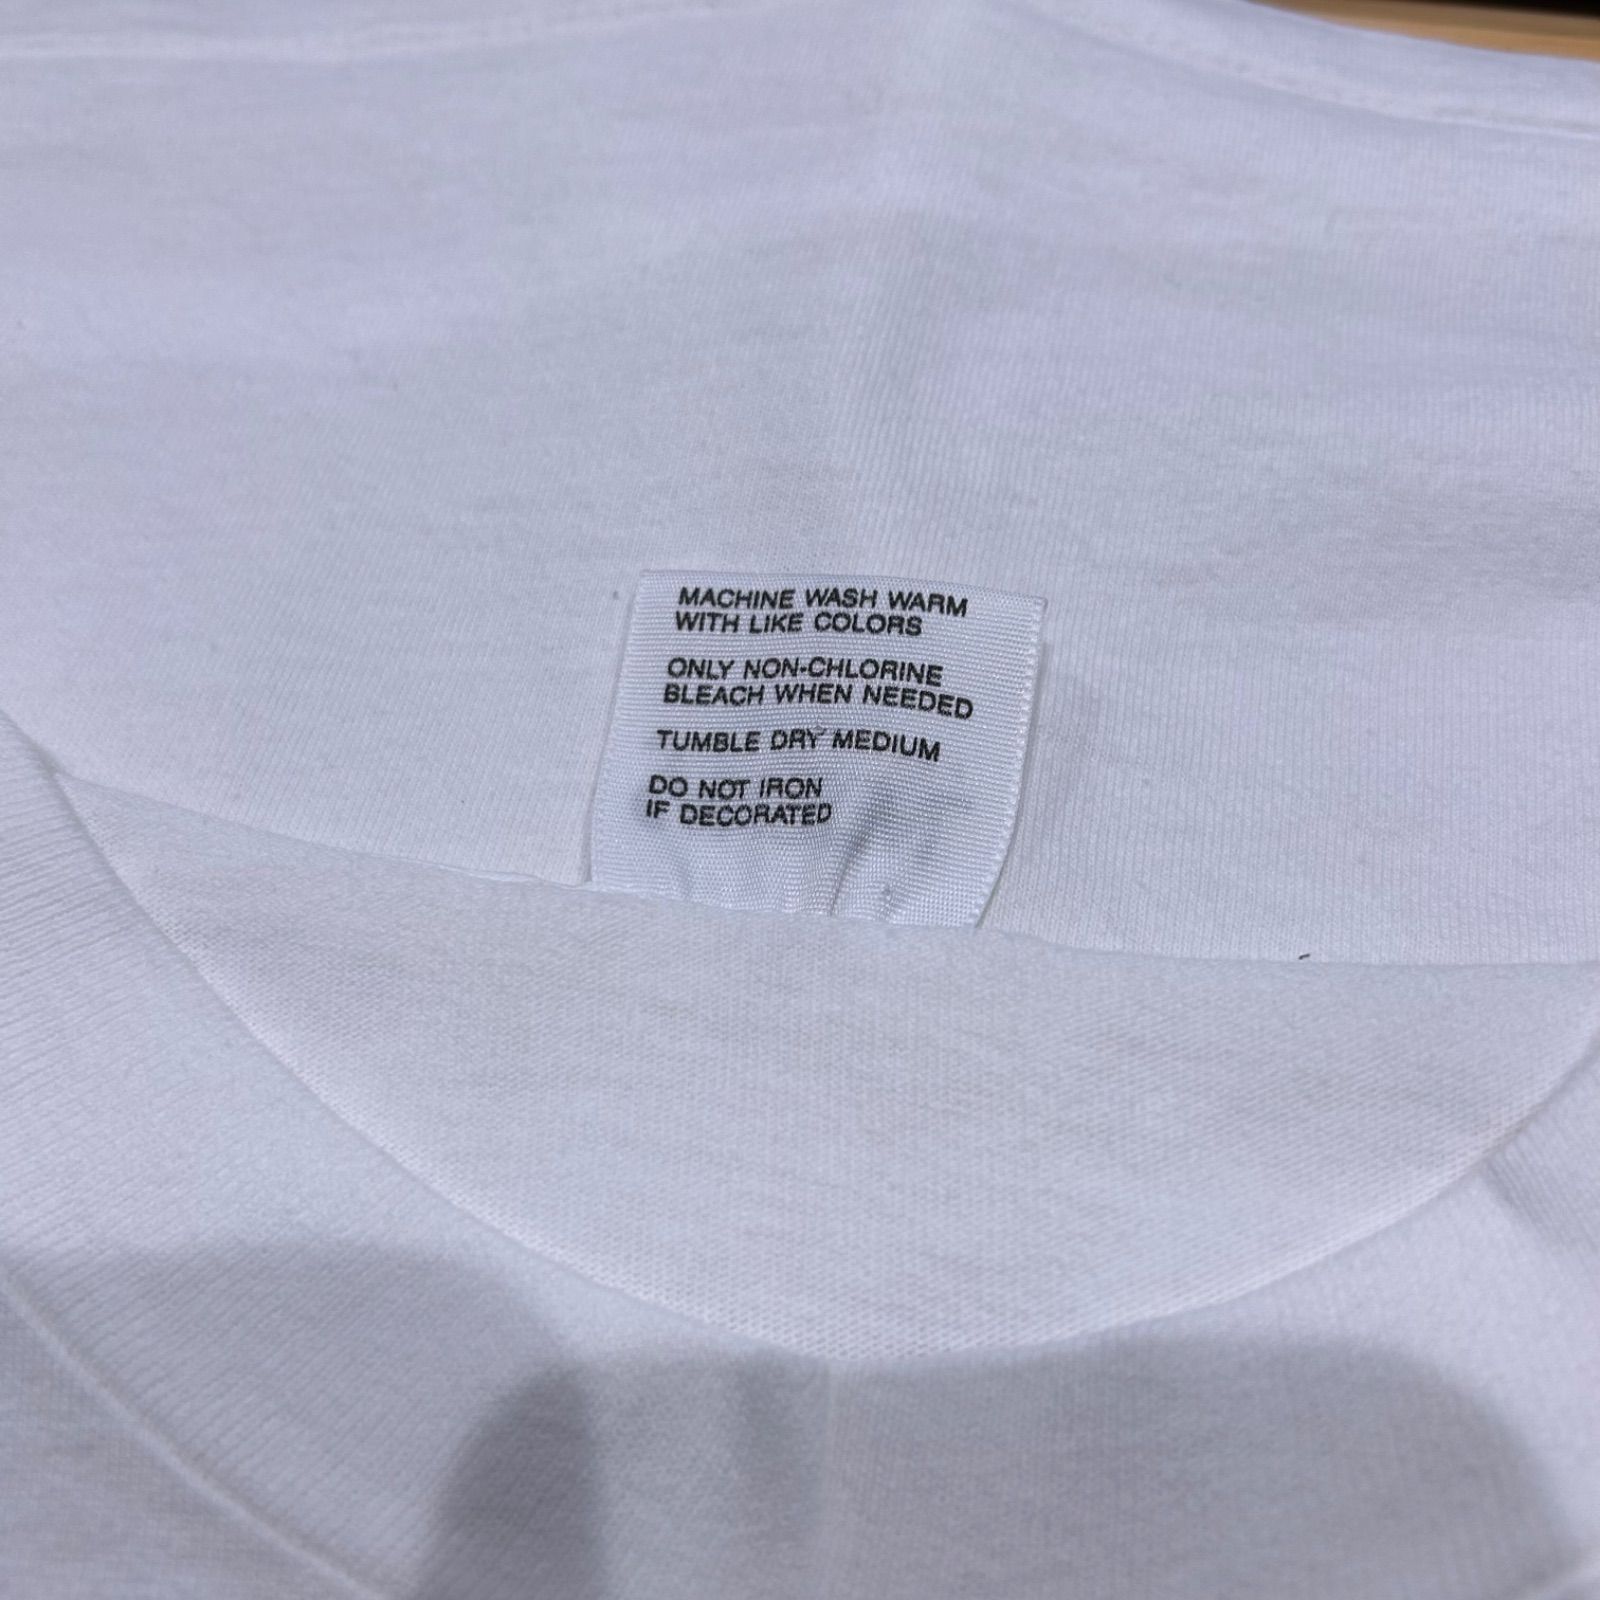 MACHINE WASH WARM
WITH LIKE COLORS
ONLY NON-CHLORINE
BLEACH WHEN NEEDED
TUMBLE DRY MEDIUM
DO NOT IRON
IF DECORATED